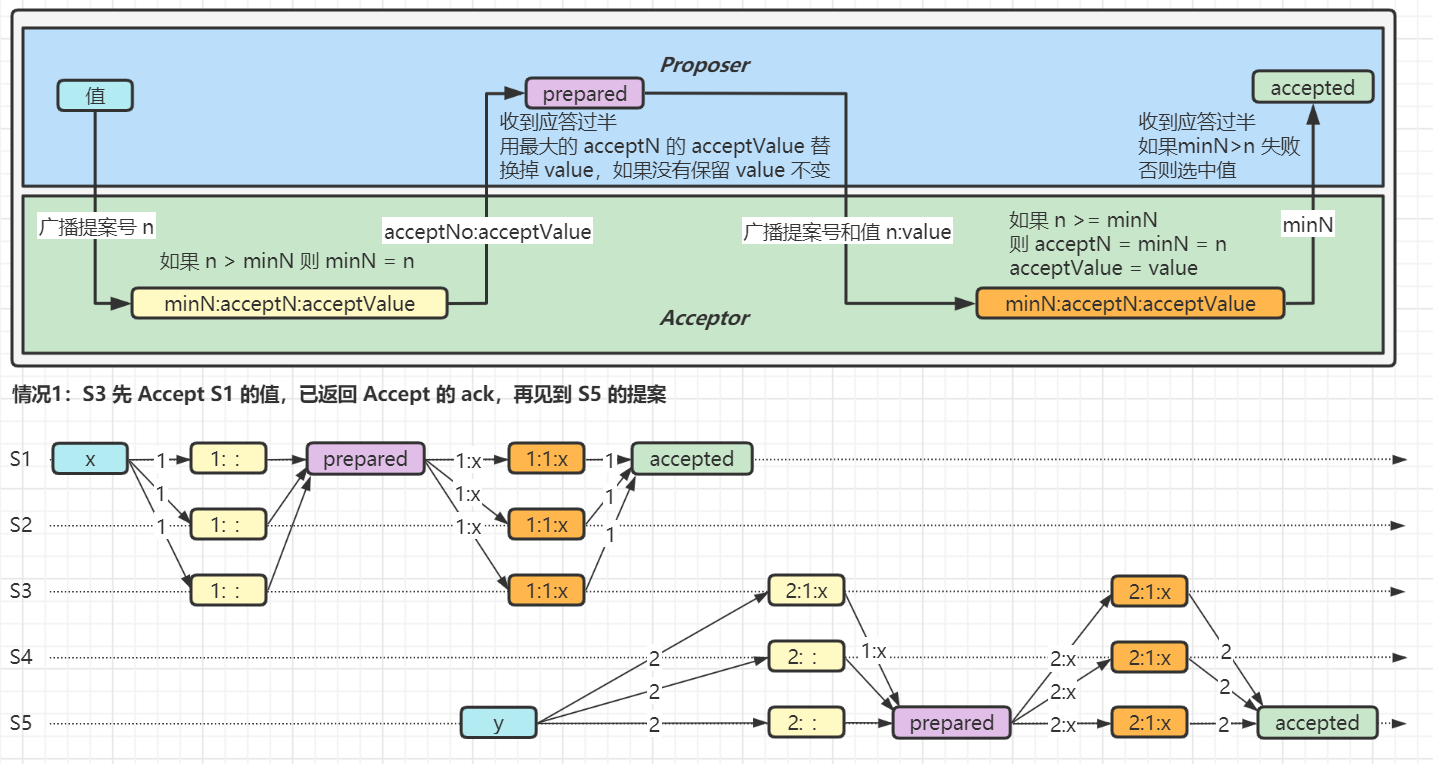 Proposer
值
prepared
accepted
收到应答过半
用最大的 acceptN 的 acceptValue 替
换掉 value，如果没有保留 value 不变
收到应答过半
如果minN>n 失败
否则选中值
广播提案号 n
acceptNo:acceptValue
广播提案号和值 n:value
minN
如果 n > minN 则 minN = n
如果 n >= minN
则 acceptN = minN = n
acceptValue = value
minN:acceptN:acceptValue
minN:acceptN:acceptValue
Acceptor
情况1：S3 先 Accept S1 的值，已返回 Accept 的 ack，再见到 S5 的提案
S1 x 1 1: : prepared 1:x 1:1:x 1 accepted
1 1:x 1
S2 1: : 1:1:x
1 1:x 1
S3 1: : 1:1:x 2:1:x 2:1:x
1:x 2
S4 2 2: : 2:x 2:1:x
2 2:x 2
S5 y 2 2: : prepared 2:x 2:1:x 2 accepted